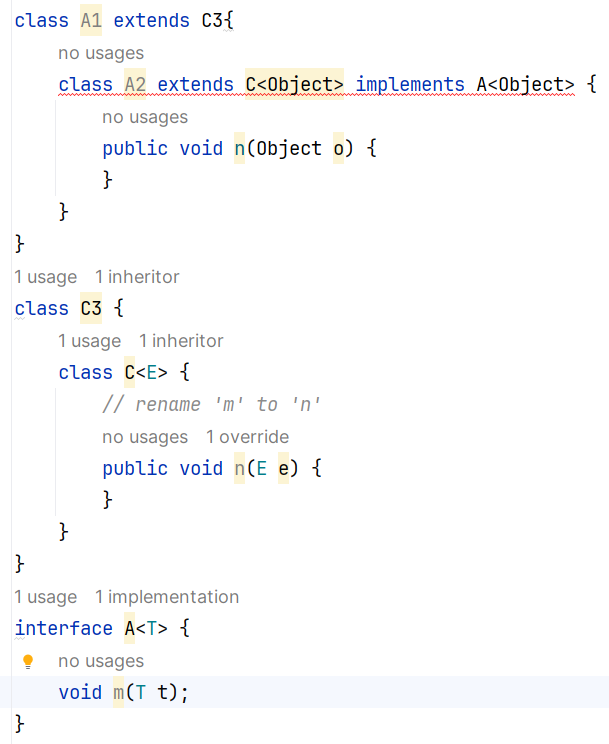 class A1 extends C3{
no usages
class A2 extends C<Object> implements A<Object> {
no usages
public void n(Object o) {
}
}
}
1 usage   1 inheritor
class C3 {
1 usage   1 inheritor
class C<E> {
// rename 'm' to 'n'
no usages   1 override
public void n(E e) {
}
}
}
1 usage   1 implementation
interface A<T> {
no usages
void m(T t);
}